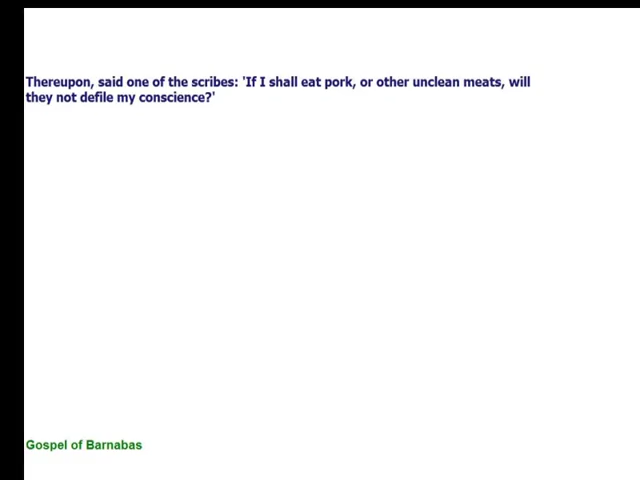 Thereupon, said one of the scribes: 'If I shall eat pork, or other unclean meats, will
they not defile my conscience?'
Gospel of Barnabas